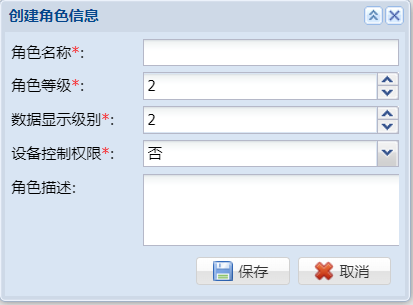 创建角色信息
角色名称*:
角色等级*: 2
数据显示级别*: 2
设备控制权限*: 否
角色描述:
保存 取消